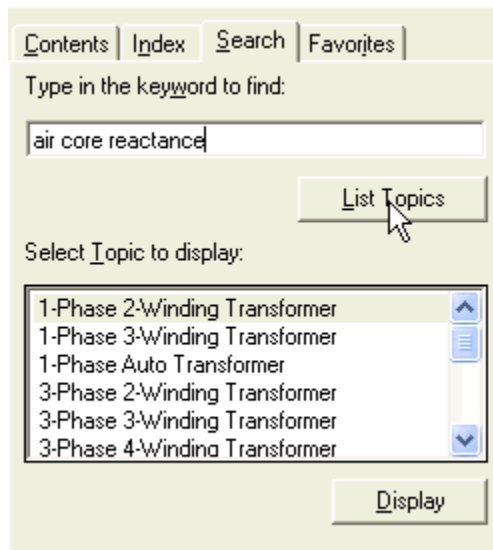 Contents Index Search Favorites
Type in the keyword to find:
air core reactance
List Topics
Select Topic to display:
1-Phase 2-Winding Transformer
1-Phase 3-Winding Transformer
1-Phase Auto Transformer
3-Phase 2-Winding Transformer
3-Phase 3-Winding Transformer
3-Phase 4-Winding Transformer
Display